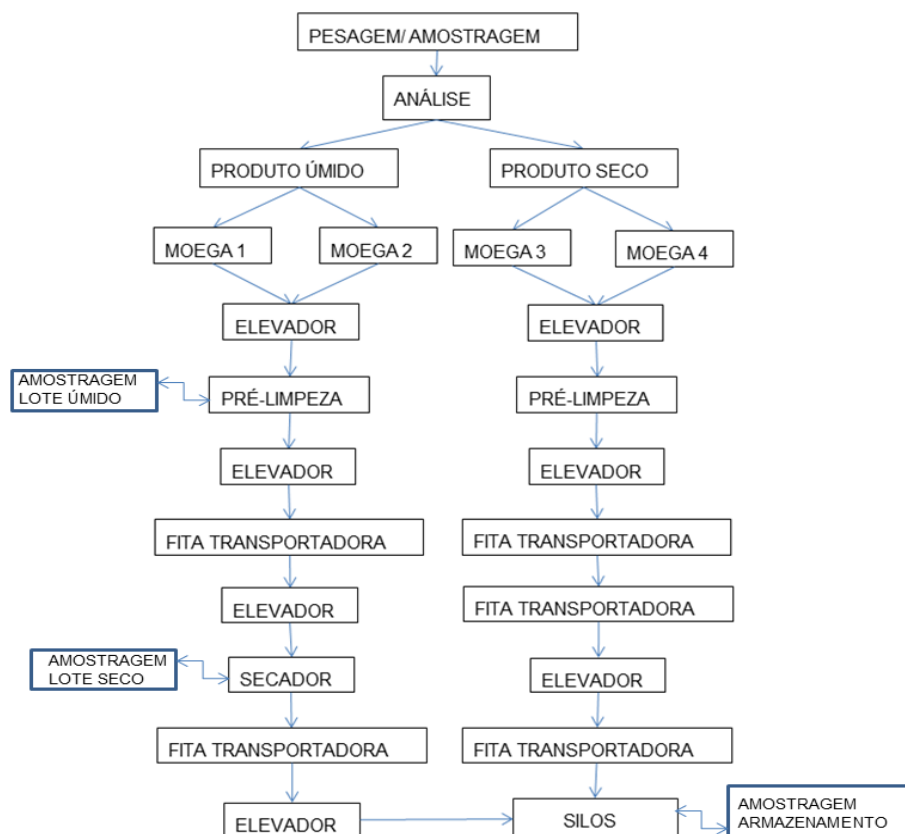 PESAGEM/ AMOSTRAGEM
ANÁLISE
PRODUTO ÚMIDO
PRODUTO SECO
MOEGA 1
MOEGA 2
MOEGA 3
MOEGA 4
ELEVADOR
ELEVADOR
AMOSTRAGEM
LOTE ÚMIDO
PRÉ-LIMPEZA
PRÉ-LIMPEZA
ELEVADOR
ELEVADOR
FITA TRANSPORTADORA
FITA TRANSPORTADORA
ELEVADOR
FITA TRANSPORTADORA
AMOSTRAGEM
LOTE SECO
SECADOR
ELEVADOR
FITA TRANSPORTADORA
FITA TRANSPORTADORA
ELEVADOR
SILOS
AMOSTRAGEM
ARMAZENAMENTO